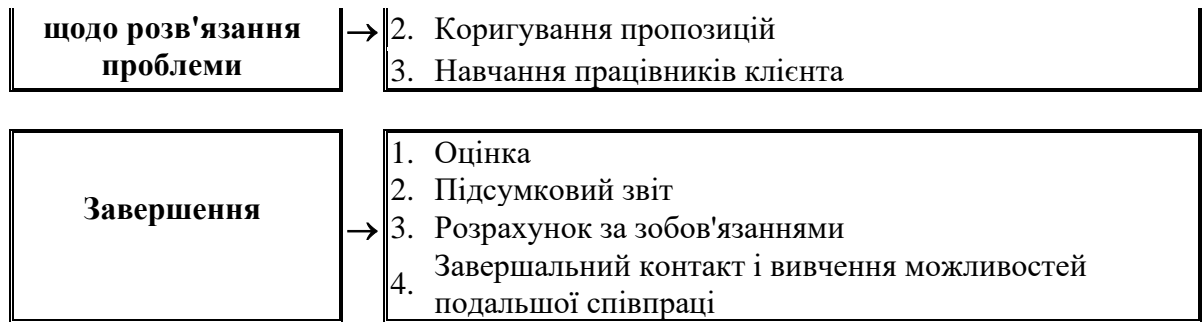 щодо розв'язання
проблеми
→
2. Коригування пропозицій
3. Навчання працівників клієнта
Завершення
→
1. Оцінка
2. Підсумковий звіт
3. Розрахунок за зобов'язаннями
4. Завершальний контакт і вивчення можливостей
подальшої співпраці